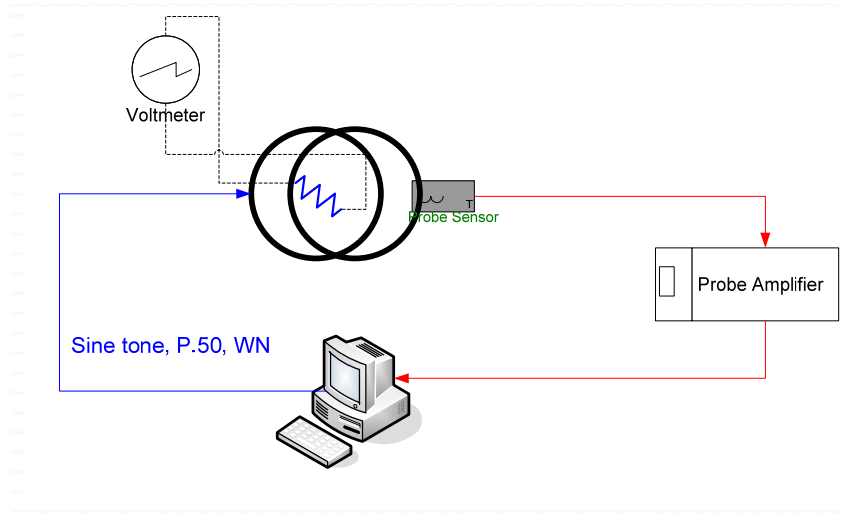 Voltmeter
T
Probe Sensor
Probe Amplifier
Sine tone, P.50, WN